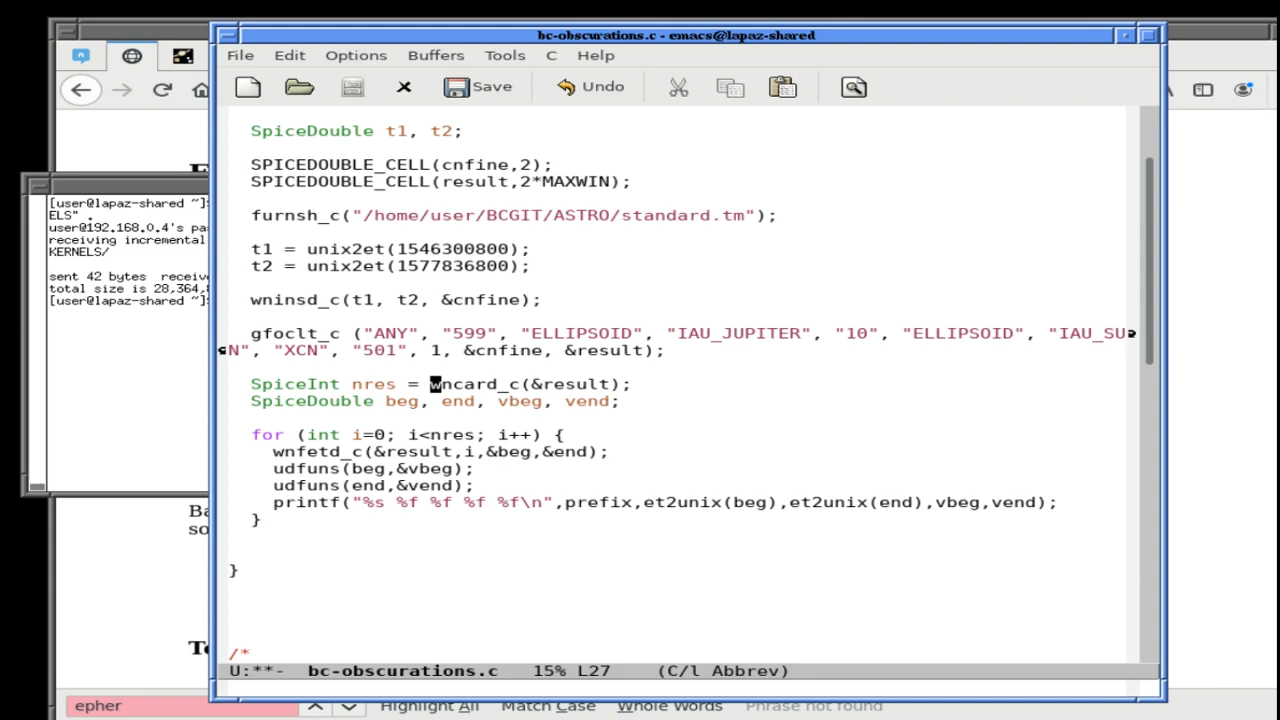 bc-obscurations.c - emacs@lapaz-shared
File Edit Options Buffers Tools C Help
Save Undo
SpiceDouble t1, t2;
SPICEDOUBLE_CELL(cnfine,2);
SPICEDOUBLE_CELL(result,2*MAXWIN);
furnsh_c("/home/user/BCGIT/ASTRO/standard.tm");
t1 = unix2et(1546300800);
t2 = unix2et(1577836800);
wninsd_c(t1, t2, &cnfine);
gfoclt_c ("ANY", "599", "ELLIPSOID", "IAU_JUPITER", "10", "ELLIPSOID", "IAU_SU
N", "XCN", "501", 1, &cnfine, &result);
SpiceInt nres = wncard_c(&result);
SpiceDouble beg, end, vbeg, vend;
for (int i=0; i<nres; i++) {
wnfetd_c(&result,i,&beg,&end);
udfuns(beg,&vbeg);
udfuns(end,&vend);
printf("%s %f %f %f %f\n",prefix,et2unix(beg),et2unix(end),vbeg,vend);
}
}
/*
U:**- bc-obscurations.c 15% L27 (C/l Abbrev)
[user@lapaz-shared ~]
ELS" .
user@192.168.0.4's pa
receiving incremental
KERNELS/
sent 42 bytes receiv
total size is 28,364,
[user@lapaz-shared ~]
Ba
so
To
epher Highlight All Match Case Whole Words Phrase not found